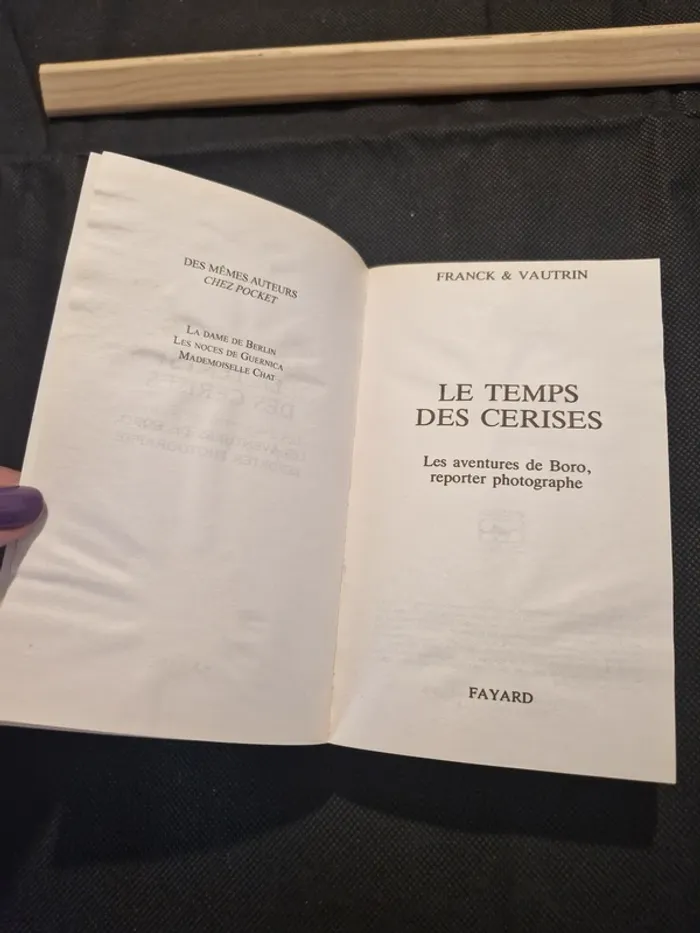 DES MÊMES AUTEURS
CHEZ POCKET
LA DAME DE BERLIN
LES NOCES DE GUERNICA
MADEMOISELLE CHAT
FRANCK & VAUTRIN
LE TEMPS
DES CERISES
Les aventures de Boro,
reporter photographe
FAYARD